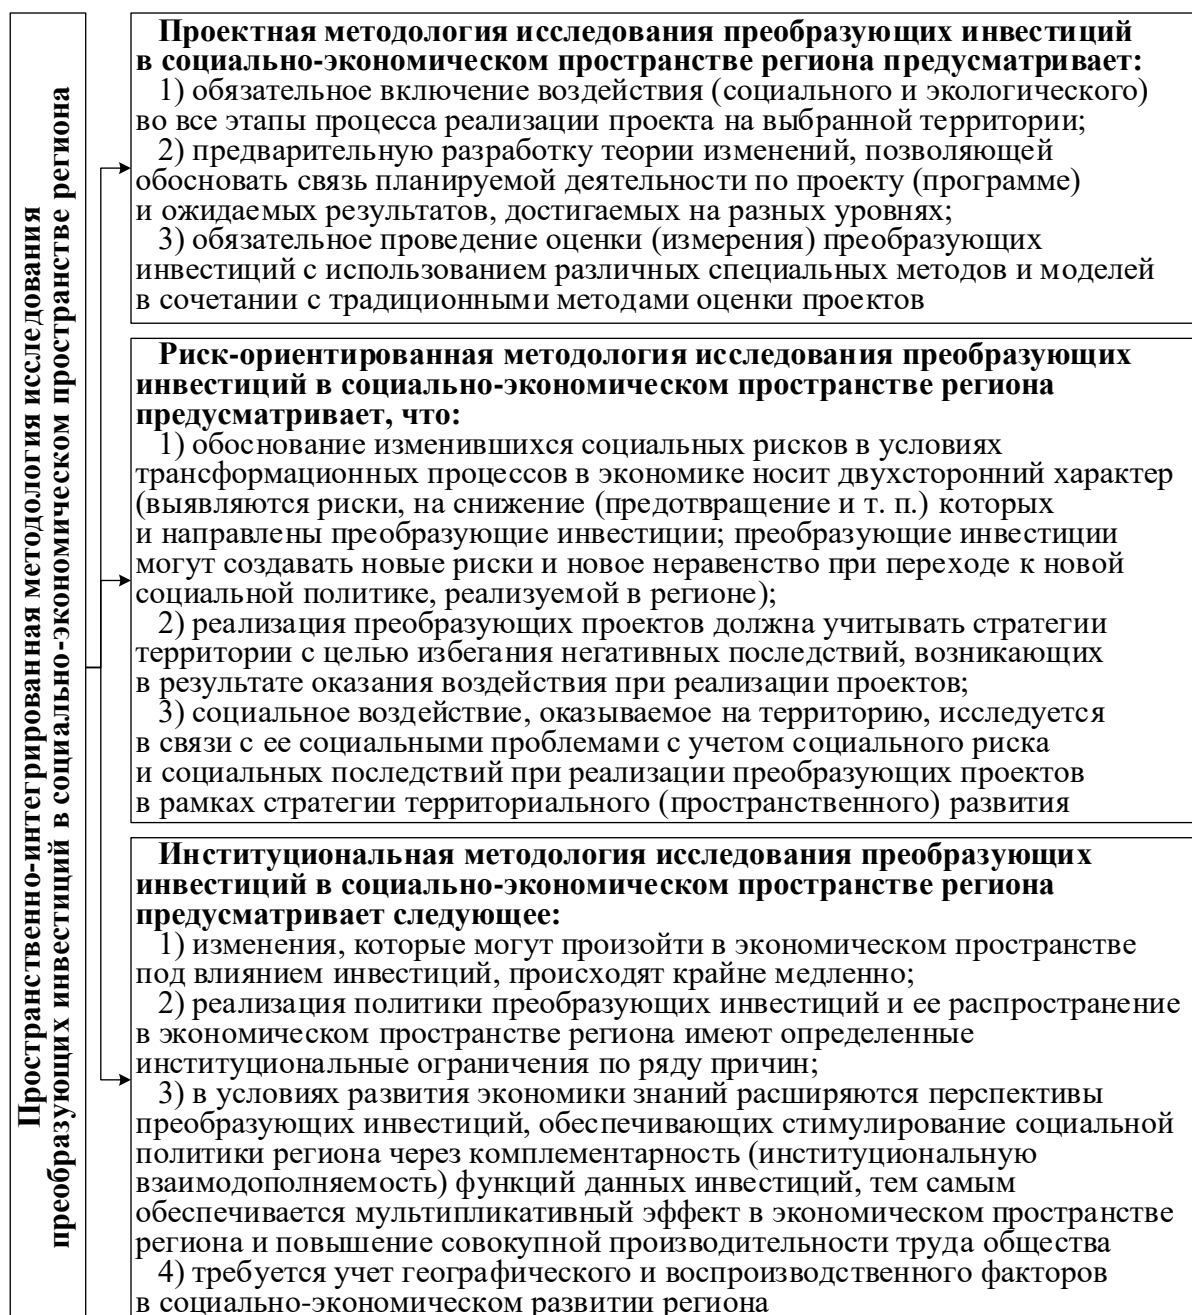 Пространственно-интегрированная методология исследования
преобразующих инвестиций в социально-экономическом пространстве региона
Проектная методология исследования преобразующих инвестиций
в социально-экономическом пространстве региона предусматривает:
1) обязательное включение воздействия (социального и экологического)
во все этапы процесса реализации проекта на выбранной территории;
2) предварительную разработку теории изменений, позволяющей
обосновать связь планируемой деятельности по проекту (программе)
и ожидаемых результатов, достигаемых на разных уровнях;
3) обязательное проведение оценки (измерения) преобразующих
инвестиций с использованием различных специальных методов и моделей
в сочетании с традиционными методами оценки проектов
Риск-ориентированная методология исследования преобразующих
инвестиций в социально-экономическом пространстве региона
предусматривает, что:
1) обоснование изменившихся социальных рисков в условиях
трансформационных процессов в экономике носит двухсторонний характер
(выявляются риски, на снижение (предотвращение и т. п.) которых
и направлены преобразующие инвестиции; преобразующие инвестиции
могут создавать новые риски и новое неравенство при переходе к новой
социальной политике, реализуемой в регионе);
2) реализация преобразующих проектов должна учитывать стратегии
территории с целью избегания негативных последствий, возникающих
в результате оказания воздействия при реализации проектов;
3) социальное воздействие, оказываемое на территорию, исследуется
в связи с ее социальными проблемами с учетом социального риска
и социальных последствий при реализации преобразующих проектов
в рамках стратегии территориального (пространственного) развития
Институциональная методология исследования преобразующих
инвестиций в социально-экономическом пространстве региона
предусматривает следующее:
1) изменения, которые могут произойти в экономическом пространстве
под влиянием инвестиций, происходят крайне медленно;
2) реализация политики преобразующих инвестиций и ее распространение
в экономическом пространстве региона имеют определенные
институциональные ограничения по ряду причин;
3) в условиях развития экономики знаний расширяются перспективы
преобразующих инвестиций, обеспечивающих стимулирование социальной
политики региона через комплементарность (институциональную
взаимодополняемость) функций данных инвестиций, тем самым
обеспечивается мультипликативный эффект в экономическом пространстве
региона и повышение совокупной производительности труда общества
4) требуется учет географического и воспроизводственного факторов
в социально-экономическом развитии региона